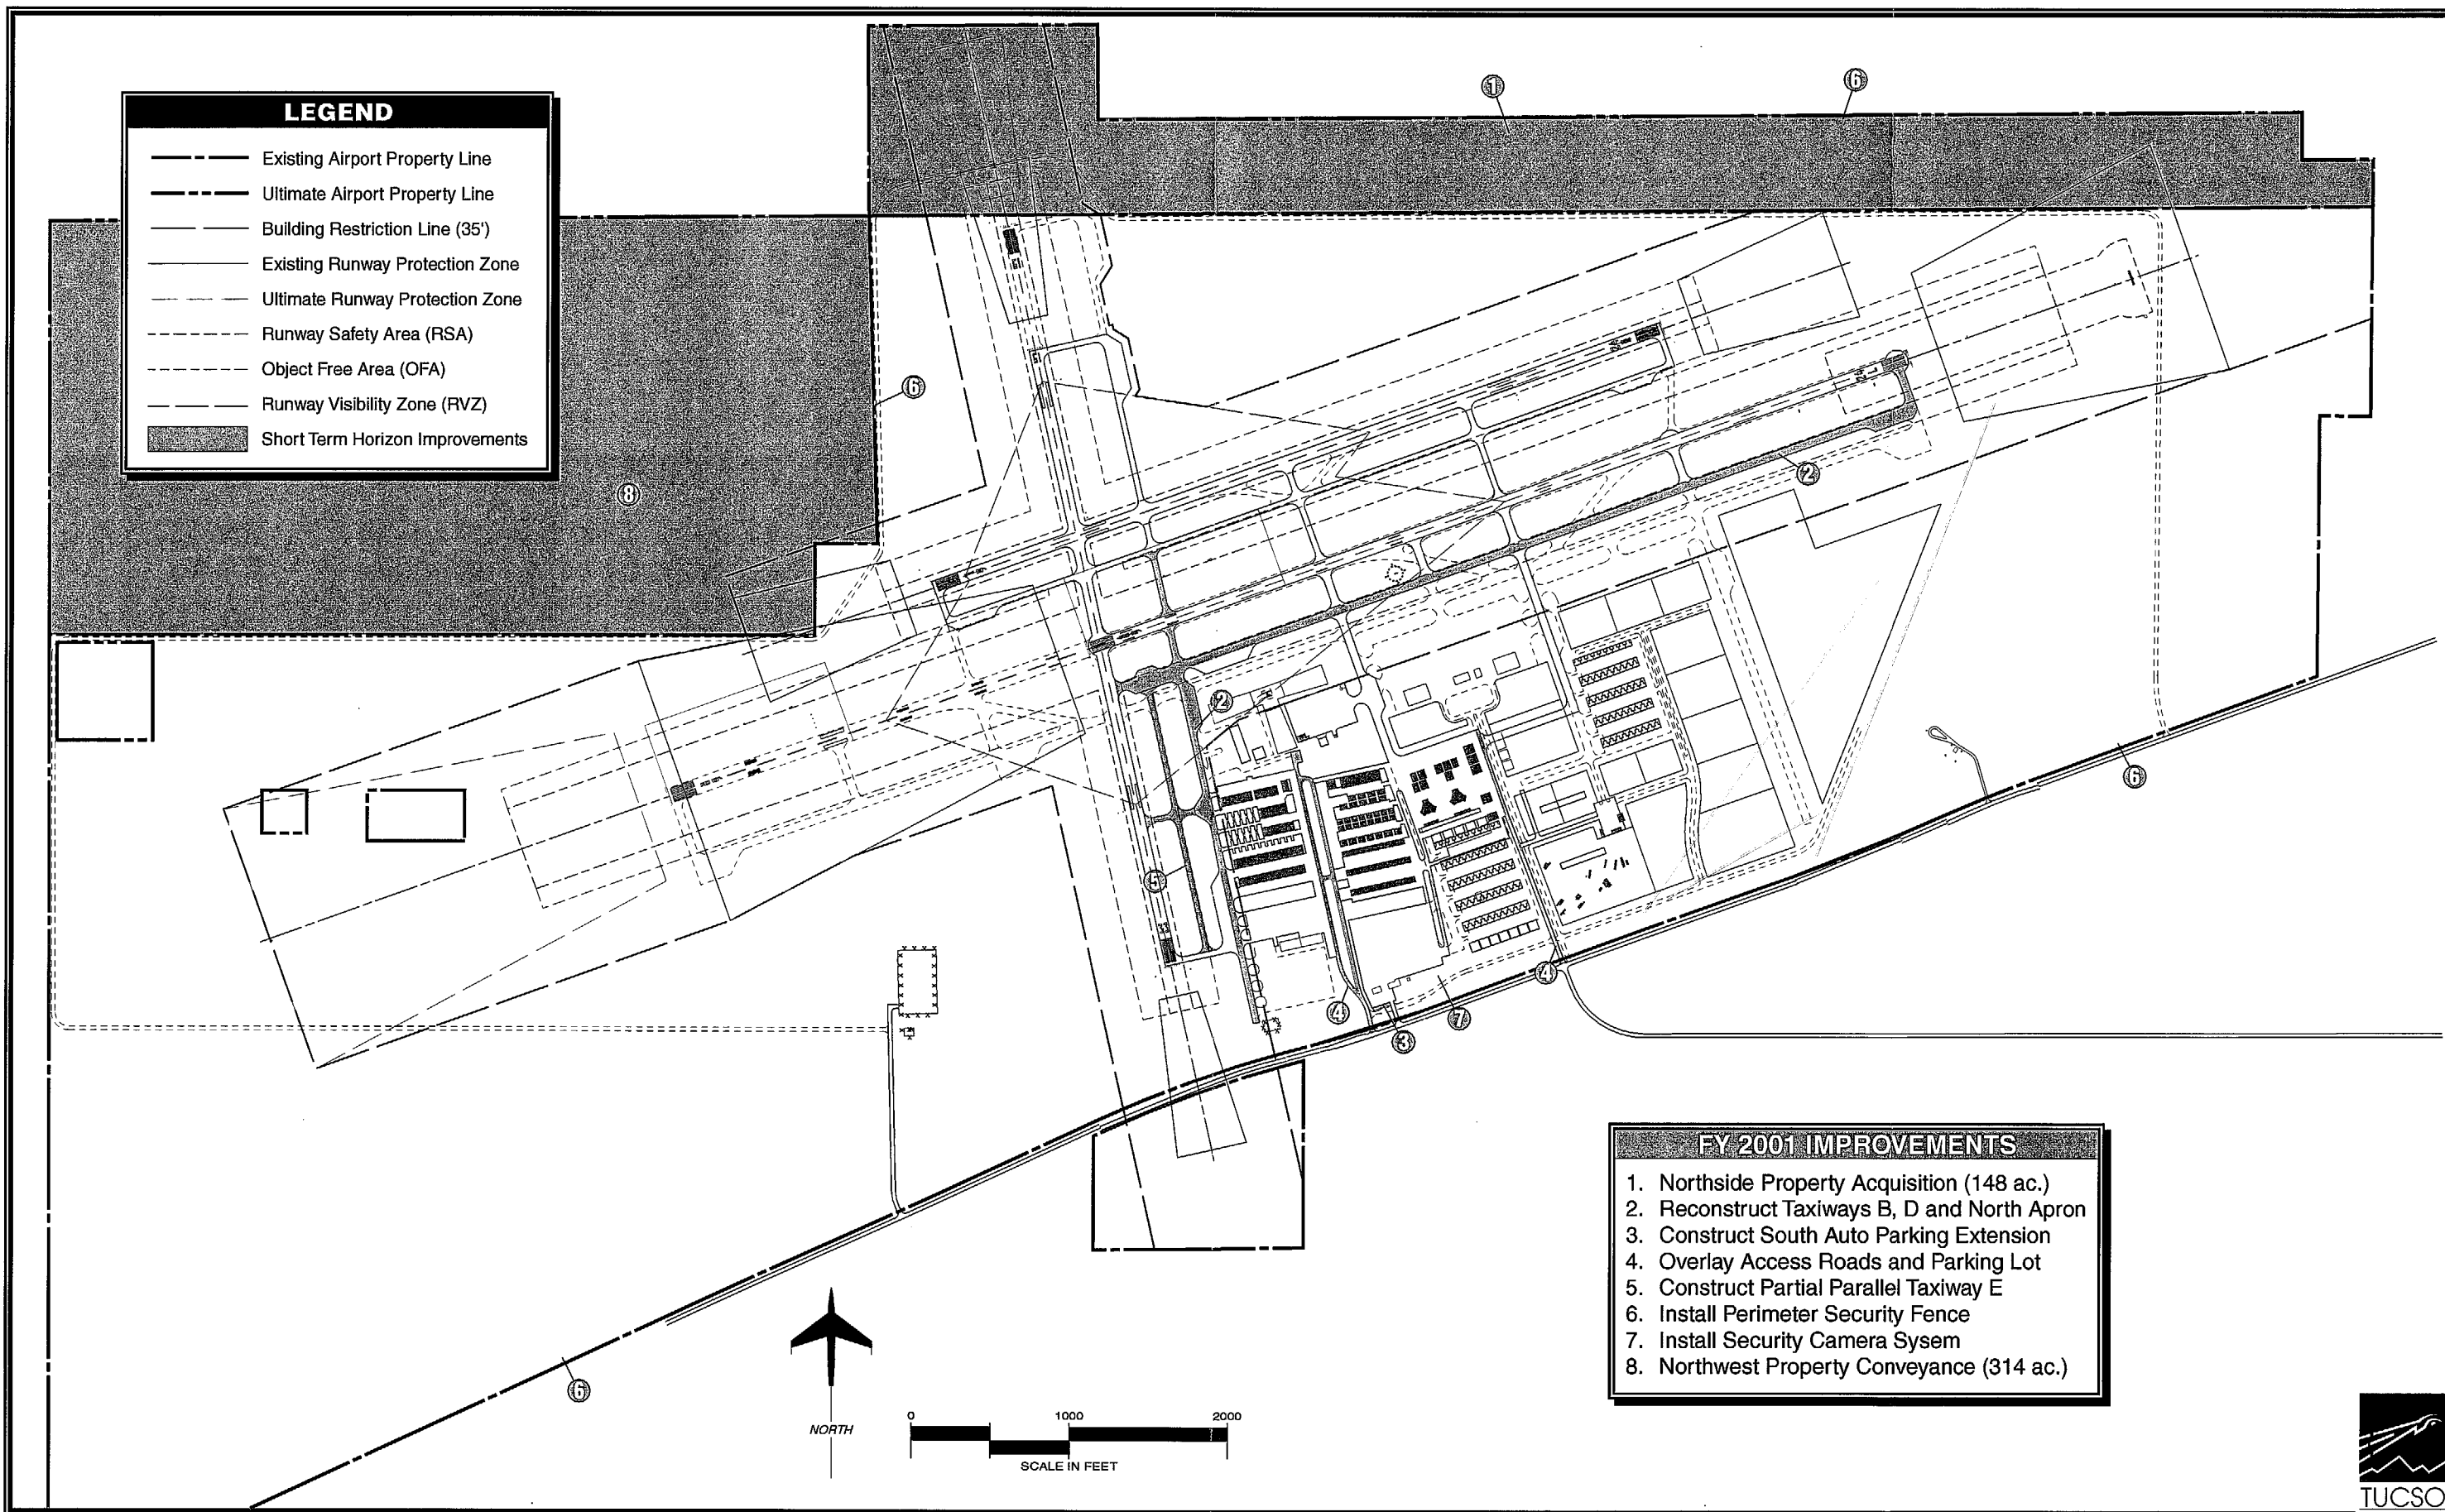 LEGEND
Existing Airport Property Line
Ultimate Airport Property Line
Building Restriction Line (35')
Existing Runway Protection Zone
Ultimate Runway Protection Zone
Runway Safety Area (RSA)
Object Free Area (OFA)
Runway Visibility Zone (RVZ)
Short Term Horizon Improvements
1
6
6
8
2
15
2
5
33
6
4
4
7
3
6
NORTH
0 1000 2000
SCALE IN FEET
FY 2001 IMPROVEMENTS
1. Northside Property Acquisition (148 ac.)
2. Reconstruct Taxiways B, D and North Apron
3. Construct South Auto Parking Extension
4. Overlay Access Roads and Parking Lot
5. Construct Partial Parallel Taxiway E
6. Install Perimeter Security Fence
7. Install Security Camera Sysem
8. Northwest Property Conveyance (314 ac.)
TUCSO